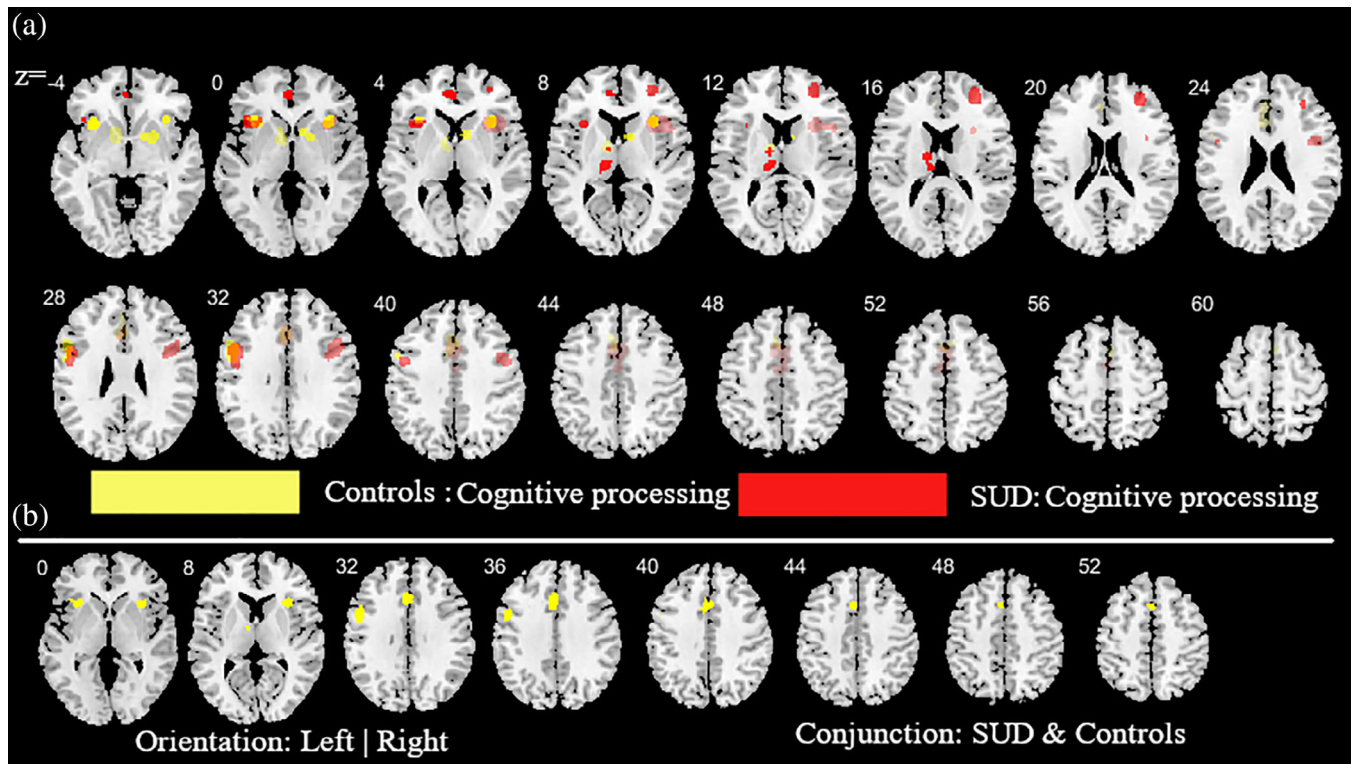 (a)
z= -4 0 4 8 12 16 20 24
28 32 40 44 48 52 56 60
Controls : Cognitive processing SUD: Cognitive processing
(b)
0 8 32 36 40 44 48 52
Orientation: Left | Right Conjunction: SUD & Controls